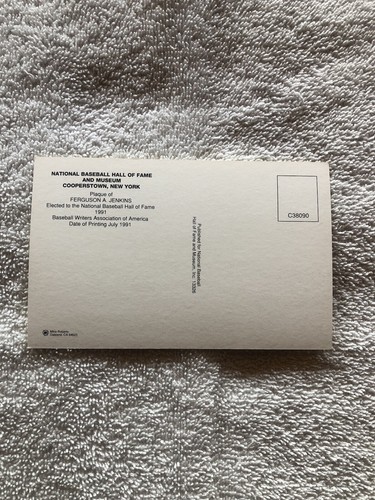 NATIONAL BASEBALL HALL OF FAME
AND MUSEUM
COOPERSTOWN, NEW YORK
Plaque of
FERGUSON A. JENKINS
Elected to the National Baseball Hall of Fame
1991
Baseball Writers Association of America
Date of Printing July 1991
C38090
Published for National Baseball
Hall of Fame and Museum, Inc. 13326